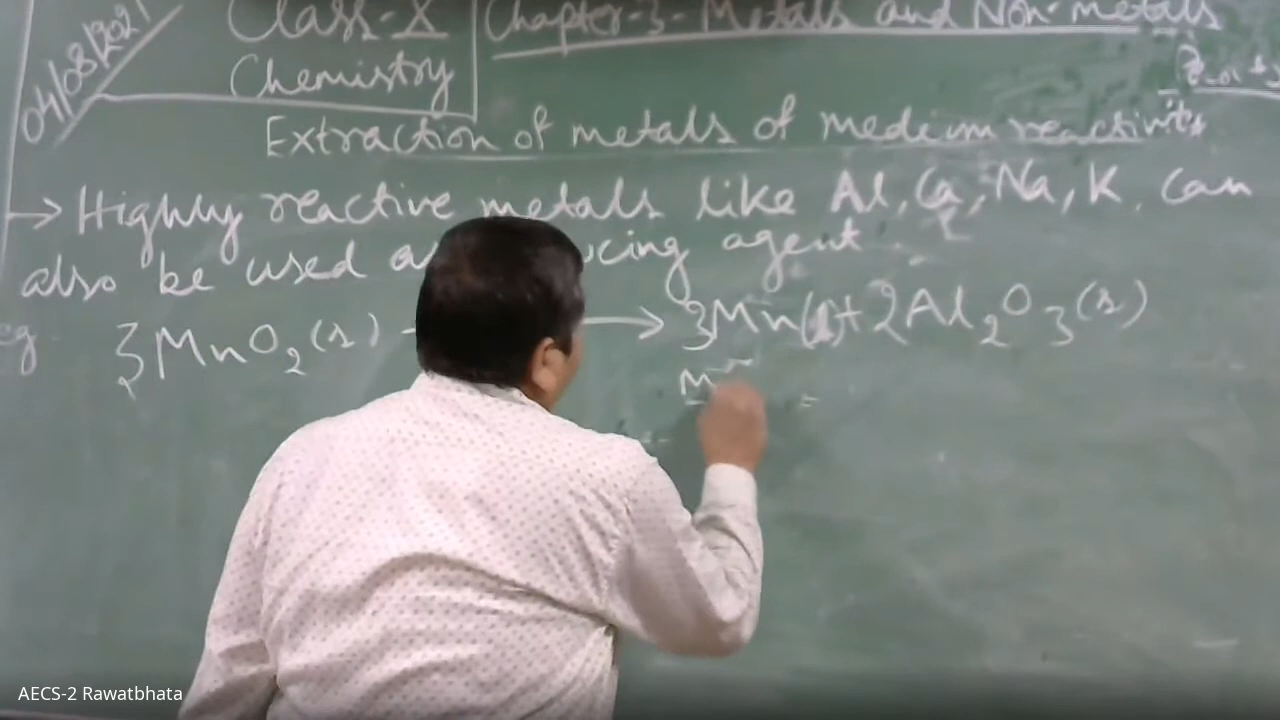 04/08/2021
Class-X
Chapter-3-Metals and Non-metals
Chemistry
Extraction of metals of medium reactivity
→ Highly reactive metals like Al, Ca, Na, K, can
also be used as agent.
eg 3MnO2(s) → 3Mn(l)+2Al2O3(s)
AECS-2 Rawatbhata